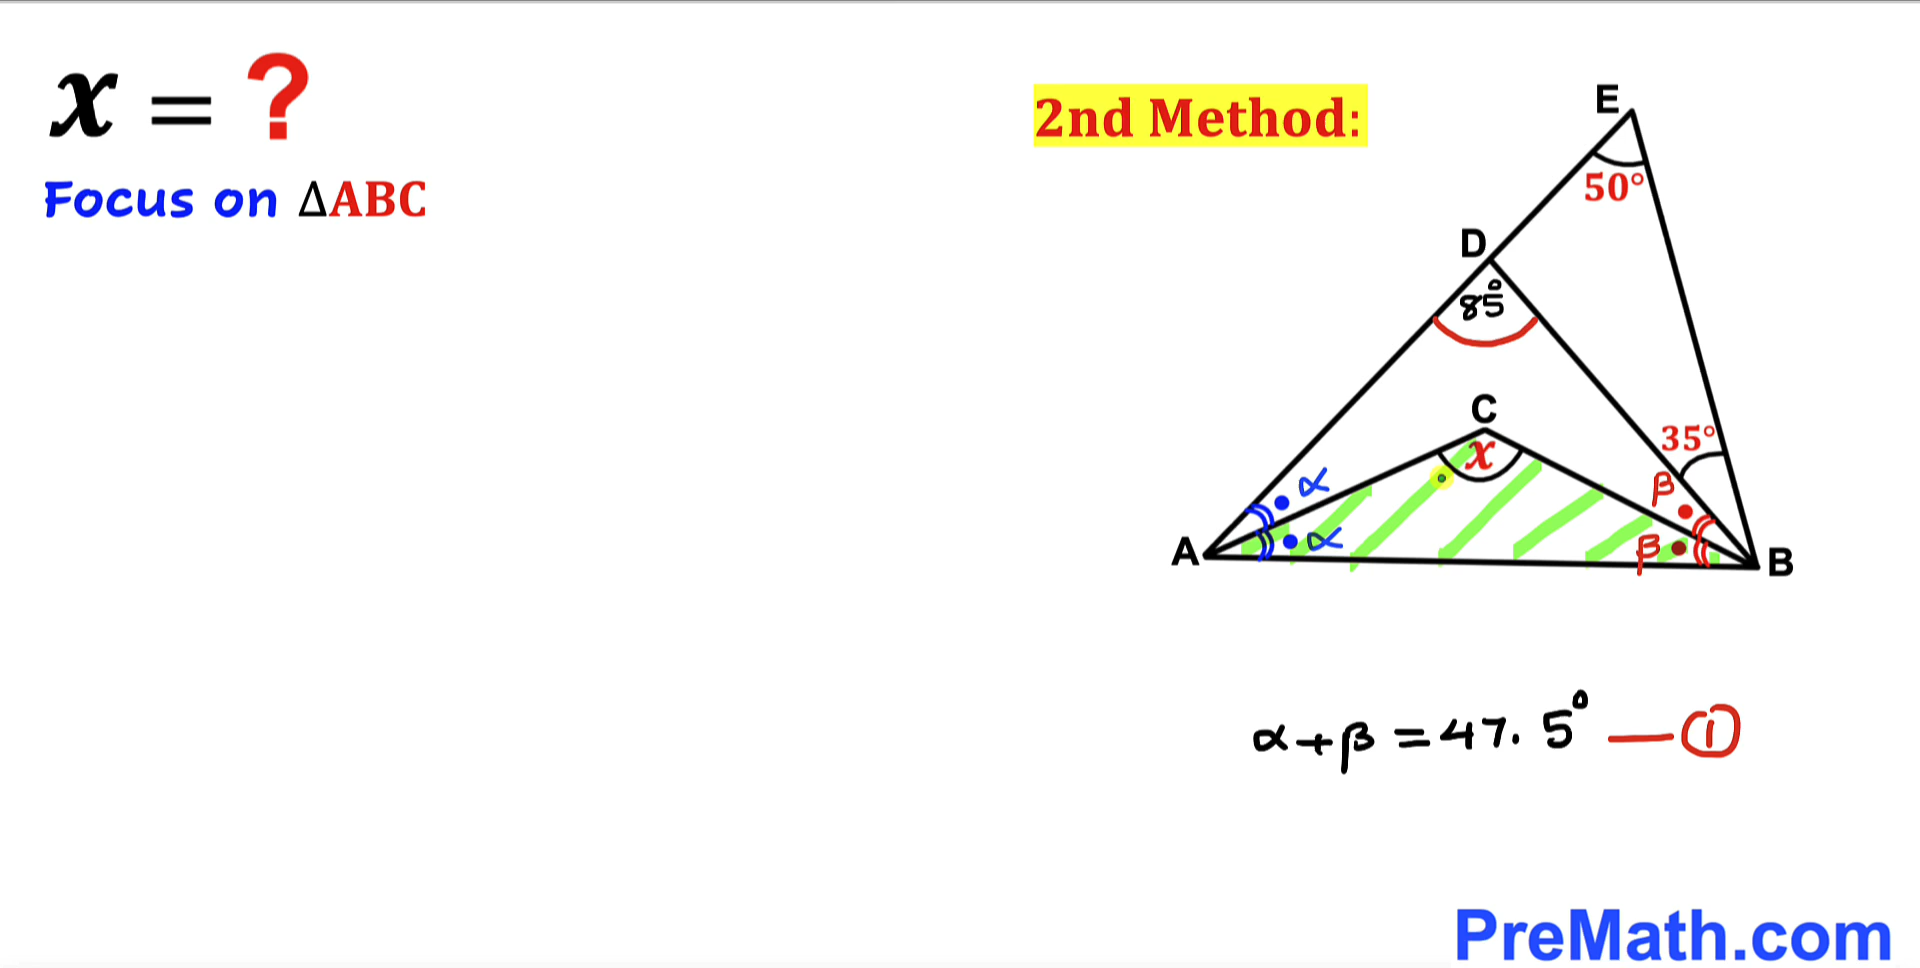 x = ?
Focus on ΔABC
2nd Method:
E
50°
D
85°
C
x
35°
β
α
α
β
A
B
α + β = 47.5° — ①
PreMath.com